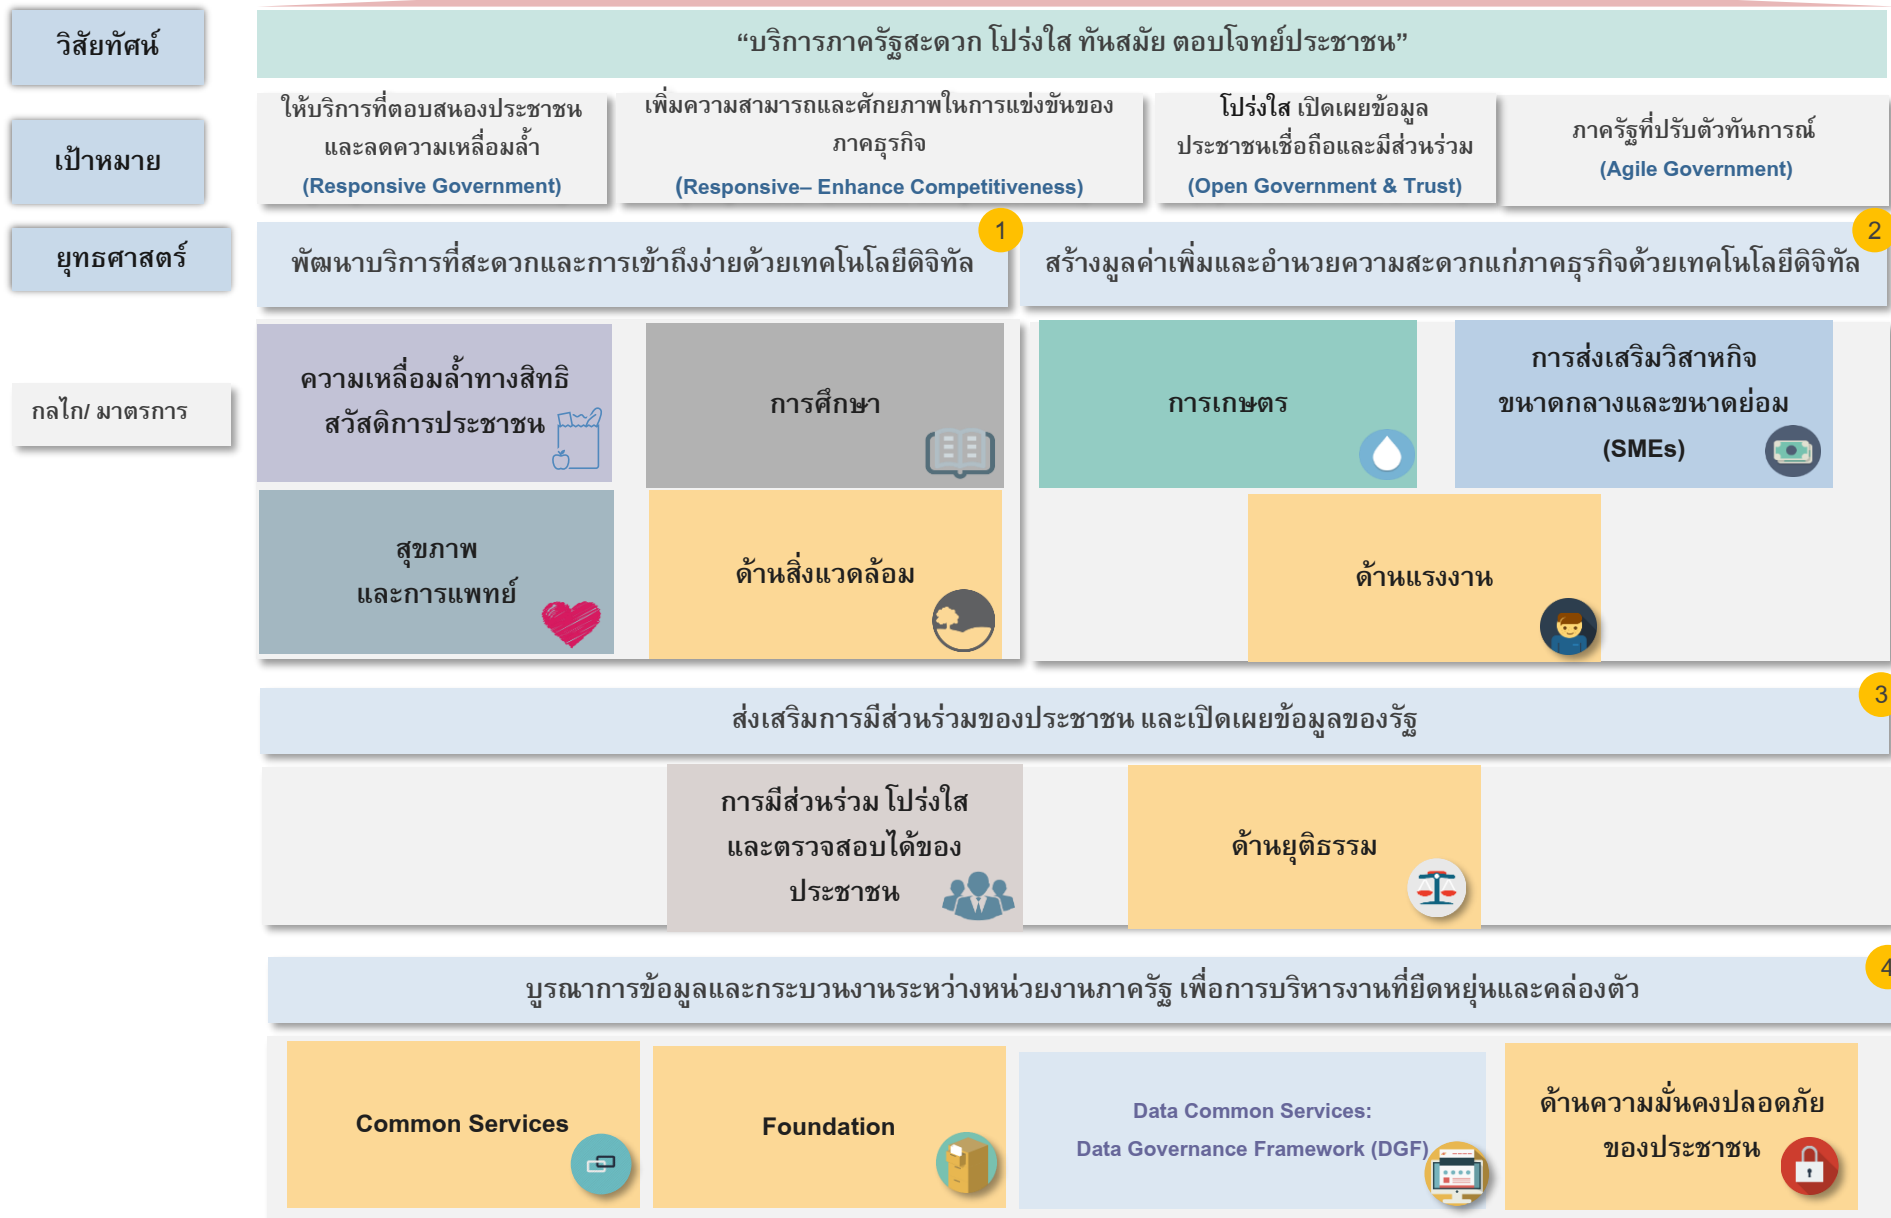 วิสัยทัศน์
“บริการภาครัฐสะดวก โปร่งใส ทันสมัย ตอบโจทย์ประชาชน”
เป้าหมาย
ให้บริการที่ตอบสนองประชาชน
และลดความเหลื่อมล้ำ
(Responsive Government)
เพิ่มความสามารถและศักยภาพในการแข่งขันของ
ภาคธุรกิจ
(Responsive– Enhance Competitiveness)
โปร่งใส เปิดเผยข้อมูล
ประชาชนเชื่อถือและมีส่วนร่วม
(Open Government & Trust)
ภาครัฐที่ปรับตัวทันการณ์
(Agile Government)
ยุทธศาสตร์
พัฒนาบริการที่สะดวกและการเข้าถึงง่ายด้วยเทคโนโลยีดิจิทัล
1
สร้างมูลค่าเพิ่มและอำนวยความสะดวกแก่ภาคธุรกิจด้วยเทคโนโลยีดิจิทัล
2
กลไก/ มาตรการ
ความเหลื่อมล้ำทางสิทธิ
สวัสดิการประชาชน
การศึกษา
การเกษตร
การส่งเสริมวิสาหกิจ
ขนาดกลางและขนาดย่อม
(SMEs)
สุขภาพ
และการแพทย์
ด้านสิ่งแวดล้อม
ด้านแรงงาน
ส่งเสริมการมีส่วนร่วมของประชาชน และเปิดเผยข้อมูลของรัฐ
3
การมีส่วนร่วม โปร่งใส
และตรวจสอบได้ของ
ประชาชน
ด้านยุติธรรม
บูรณาการข้อมูลและกระบวนงานระหว่างหน่วยงานภาครัฐ เพื่อการบริหารงานที่ยืดหยุ่นและคล่องตัว
4
Common Services
Foundation
Data Common Services:
Data Governance Framework (DGF)
ด้านความมั่นคงปลอดภัย
ของประชาชน